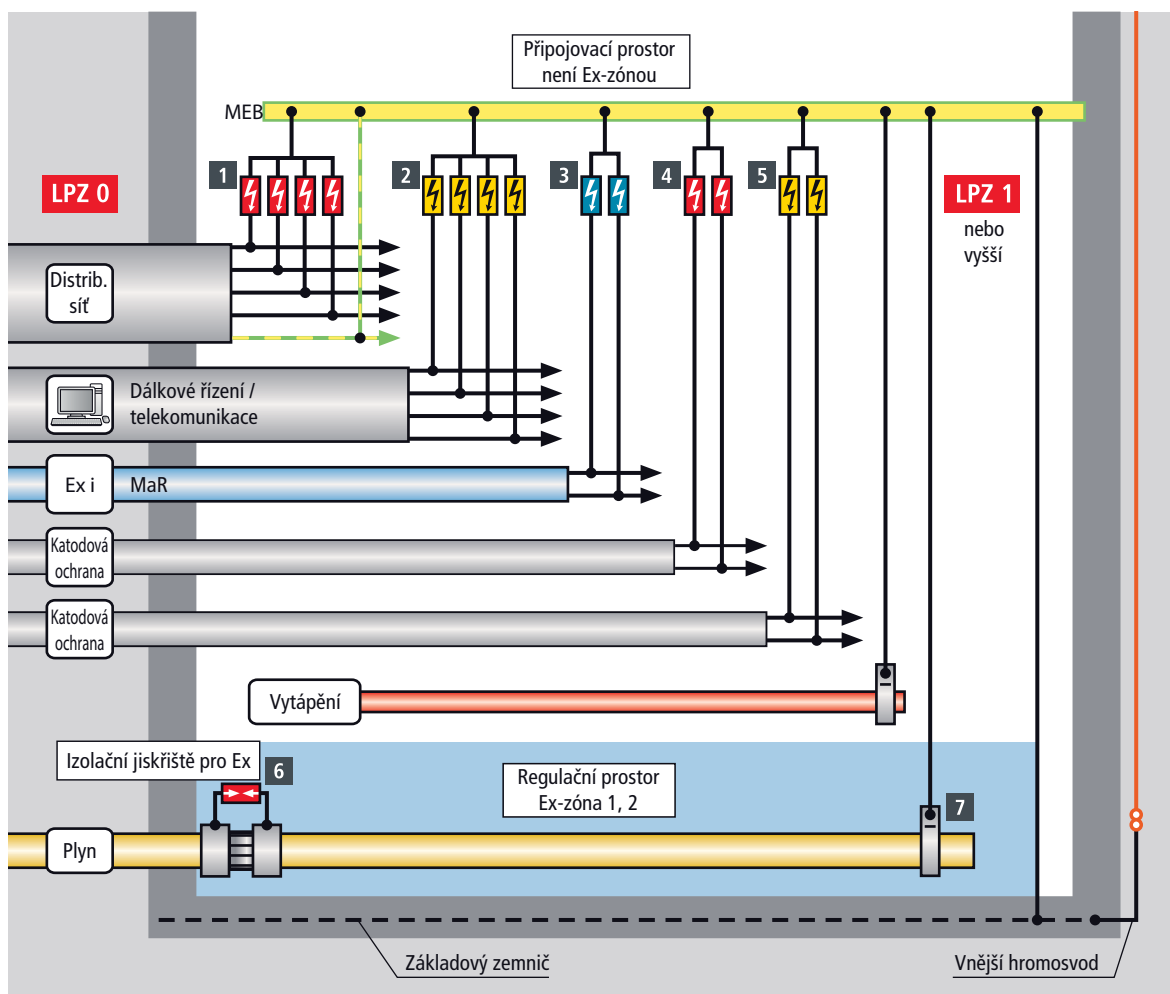 Připojovací prostor
není Ex-zónou
MEB
1
2
3
4
5
LPZ 0
LPZ 1
nebo
vyšší
Distrib.
síť
Dálkové řízení /
telekomunikace
Ex i
MaR
Katodová
ochrana
Katodová
ochrana
Vytápění
Izolační jiskřiště pro Ex
6
Regulační prostor
Ex-zóna 1, 2
7
Plyn
Základový zemnič
Vnější hromosvod